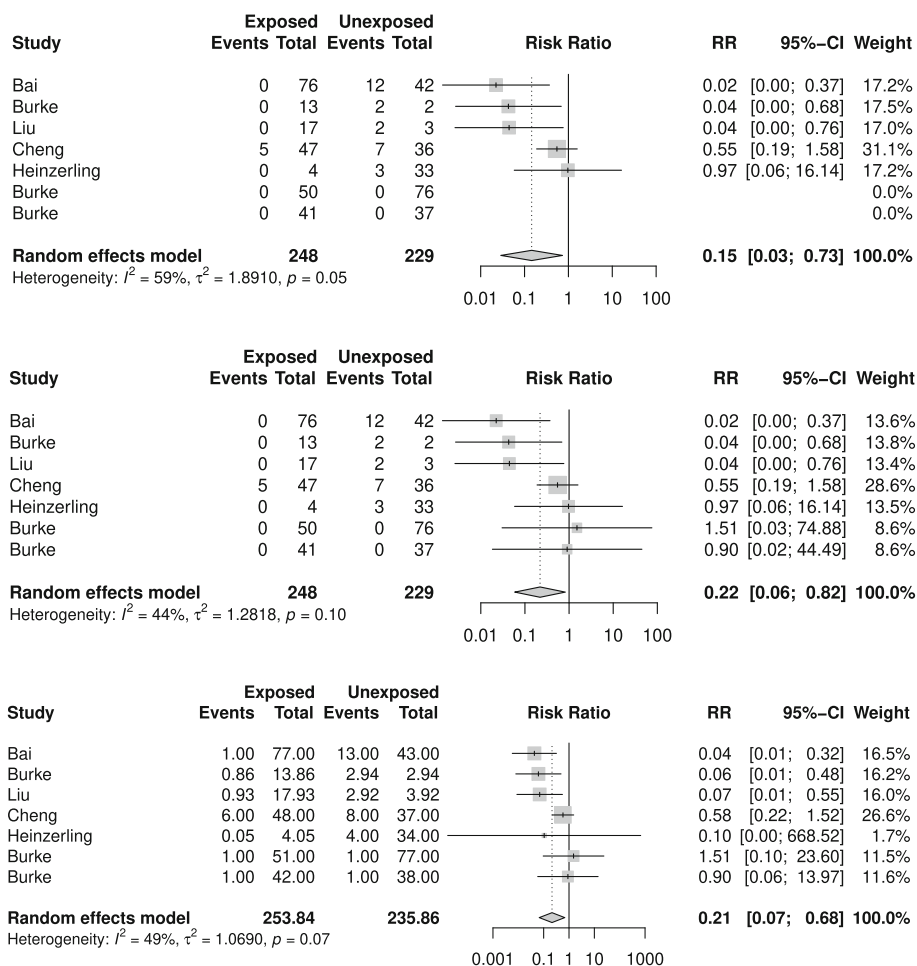 Exposed Unexposed
Study Events Total Events Total Risk Ratio RR 95%−CI Weight
Bai 0 76 12 42 0.02 [0.00; 0.37] 17.2%
Burke 0 13 2 2 0.04 [0.00; 0.68] 17.5%
Liu 0 17 2 3 0.04 [0.00; 0.76] 17.0%
Cheng 5 47 7 36 0.55 [0.19; 1.58] 31.1%
Heinzerling 0 4 3 33 0.97 [0.06; 16.14] 17.2%
Burke 0 50 0 76 0.0%
Burke 0 41 0 37 0.0%
Random effects model 248 229 0.15 [0.03; 0.73] 100.0%
Heterogeneity: I² = 59%, τ² = 1.8910, p = 0.05
0.01 0.1 1 10 100
Exposed Unexposed
Study Events Total Events Total Risk Ratio RR 95%−CI Weight
Bai 0 76 12 42 0.02 [0.00; 0.37] 13.6%
Burke 0 13 2 2 0.04 [0.00; 0.68] 13.8%
Liu 0 17 2 3 0.04 [0.00; 0.76] 13.4%
Cheng 5 47 7 36 0.55 [0.19; 1.58] 28.6%
Heinzerling 0 4 3 33 0.97 [0.06; 16.14] 13.5%
Burke 0 50 0 76 1.51 [0.03; 74.88] 8.6%
Burke 0 41 0 37 0.90 [0.02; 44.49] 8.6%
Random effects model 248 229 0.22 [0.06; 0.82] 100.0%
Heterogeneity: I² = 44%, τ² = 1.2818, p = 0.10
0.01 0.1 1 10 100
Exposed Unexposed
Study Events Total Events Total Risk Ratio RR 95%−CI Weight
Bai 1.00 77.00 13.00 43.00 0.04 [0.01; 0.32] 16.5%
Burke 0.86 13.86 2.94 2.94 0.06 [0.01; 0.48] 16.2%
Liu 0.93 17.93 2.92 3.92 0.07 [0.01; 0.55] 16.0%
Cheng 6.00 48.00 8.00 37.00 0.58 [0.22; 1.52] 26.6%
Heinzerling 0.05 4.05 4.00 34.00 0.10 [0.00; 668.52] 1.7%
Burke 1.00 51.00 1.00 77.00 1.51 [0.10; 23.60] 11.5%
Burke 1.00 42.00 1.00 38.00 0.90 [0.06; 13.97] 11.6%
Random effects model 253.84 235.86 0.21 [0.07; 0.68] 100.0%
Heterogeneity: I² = 49%, τ² = 1.0690, p = 0.07
0.001 0.1 1 10 1000